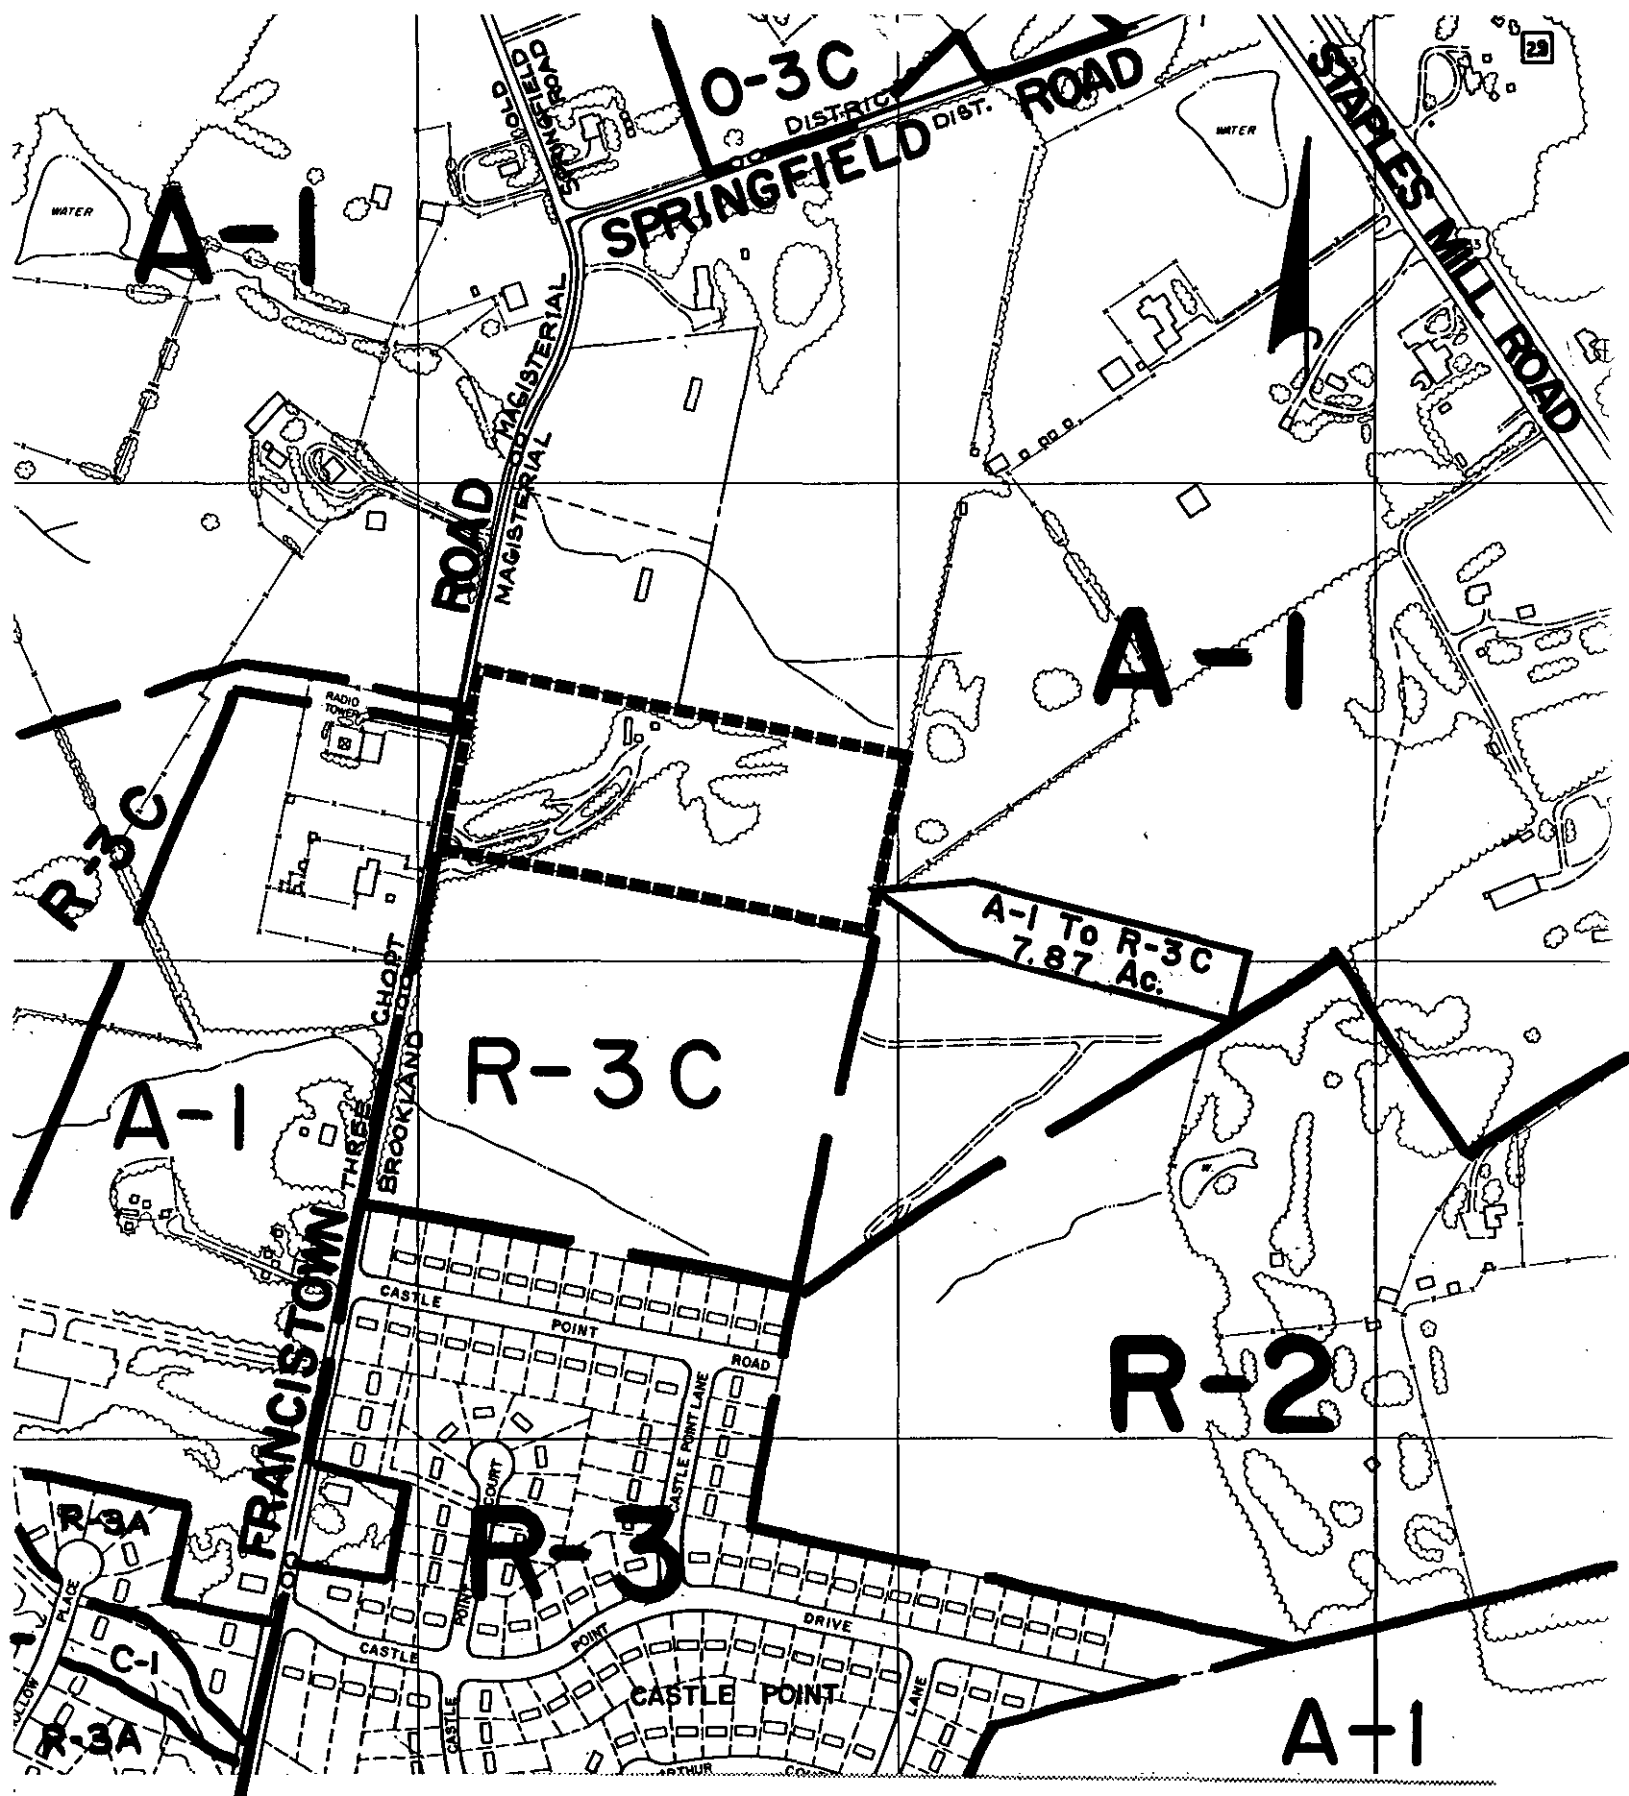 29
O-3C
DISTRICT
DIST.
SPRINGFIELD ROAD
OLD
SPRINGFIELD
SPRINGFIELD ROAD
STAPLES MILL ROAD
WATER
WATER
A-1
MAGISTERIAL
MAGISTERIAL
ROAD
A-1
RADIO
TOWER
R-3C
A-1 To R-3C
7.87 Ac.
THREE CHOPT
BROOKLAND
R-3C
A-1
W.
FRANCISTOWN
CASTLE POINT ROAD
CASTLE POINT LANE
R-2
COURT
POINT
R-3
R-3A
PLACE
C-1
R-3A
CASTLE POINT DRIVE
CASTLE
CASTLE POINT
LANE
A-1